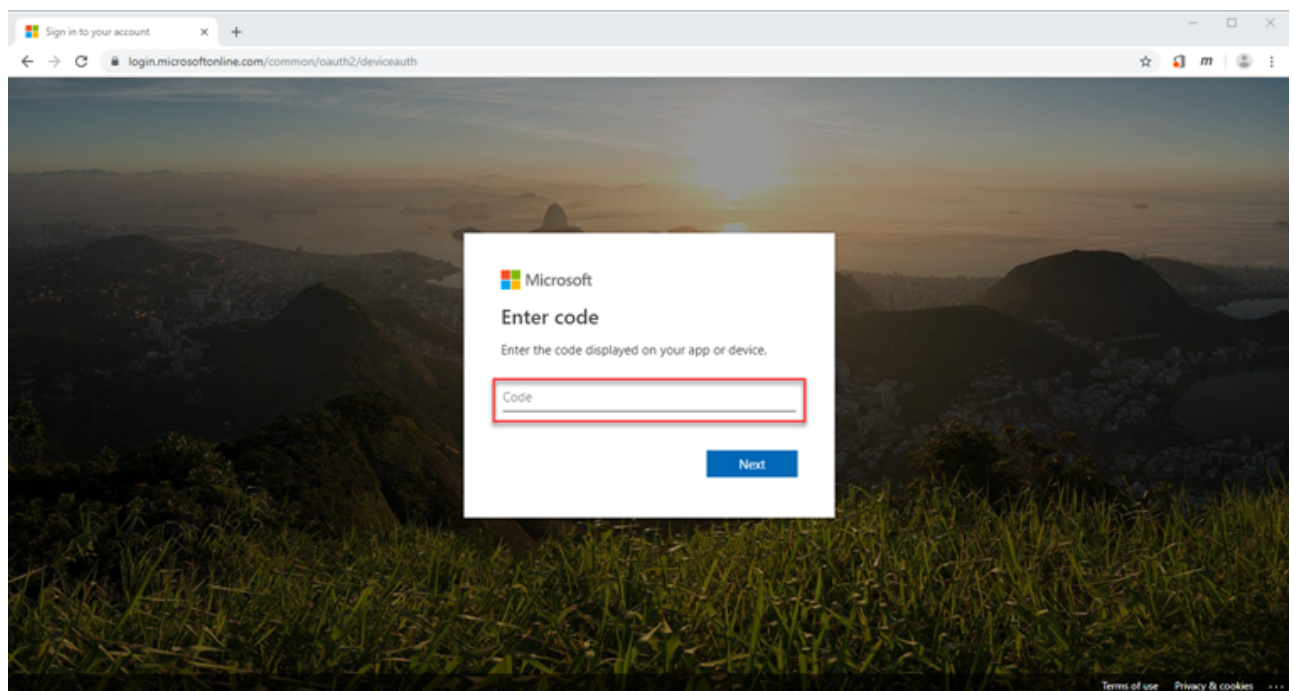 Sign in to your account
login.microsoftonline.com/common/oauth2/deviceauth
m
Microsoft
Enter code
Enter the code displayed on your app or device.
Code
Next
Terms of use Privacy & cookies ...